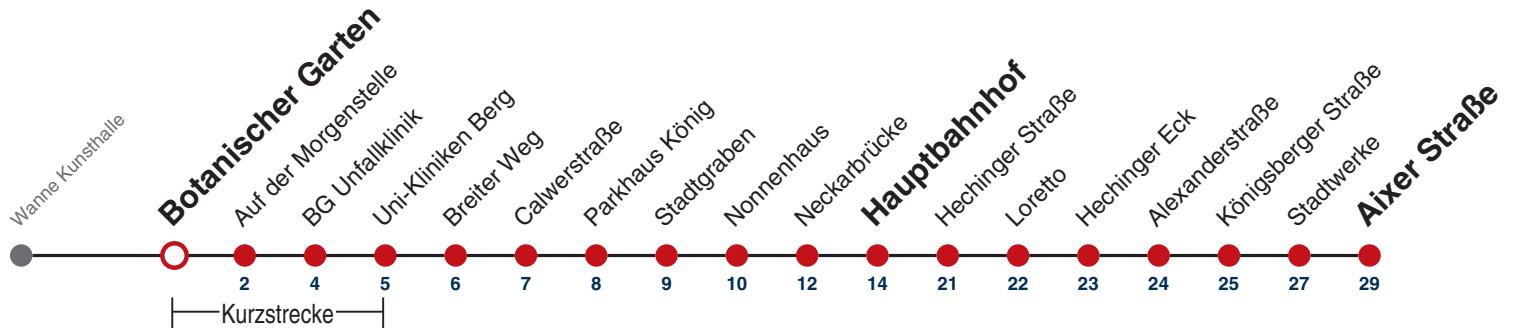 Wanne Kunsthalle
Botanischer Garten
Auf der Morgenstelle
BG Unfallklinik
Uni-Kliniken Berg
Breiter Weg
Calwerstraße
Parkhaus König
Stadtgraben
Nonnenhaus
Neckarbrücke
Hauptbahnhof
Hechinger Straße
Loretto
Hechinger Eck
Alexanderstraße
Königsberger Straße
Stadtwerke
Aixer Straße
2 4 5 6 7 8 9 10 12 14 21 22 23 24 25 27 29
Kurzstrecke